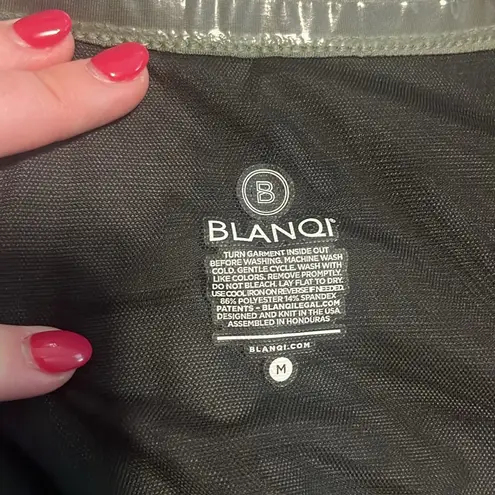 B
BLANQI
TURN GARMENT INSIDE OUT
BEFORE WASHING. MACHINE WASH
COLD. GENTLE CYCLE. WASH WITH
LIKE COLORS. REMOVE PROMPTLY.
DO NOT BLEACH. LAY FLAT TO DRY.
USE COOL IRON ON REVERSE IF NEEDED.
86% POLYESTER 14% SPANDEX
PATENTS – BLANQILEGAL.COM
DESIGNED AND KNIT IN THE USA
ASSEMBLED IN HONDURAS
BLANQI.COM
M